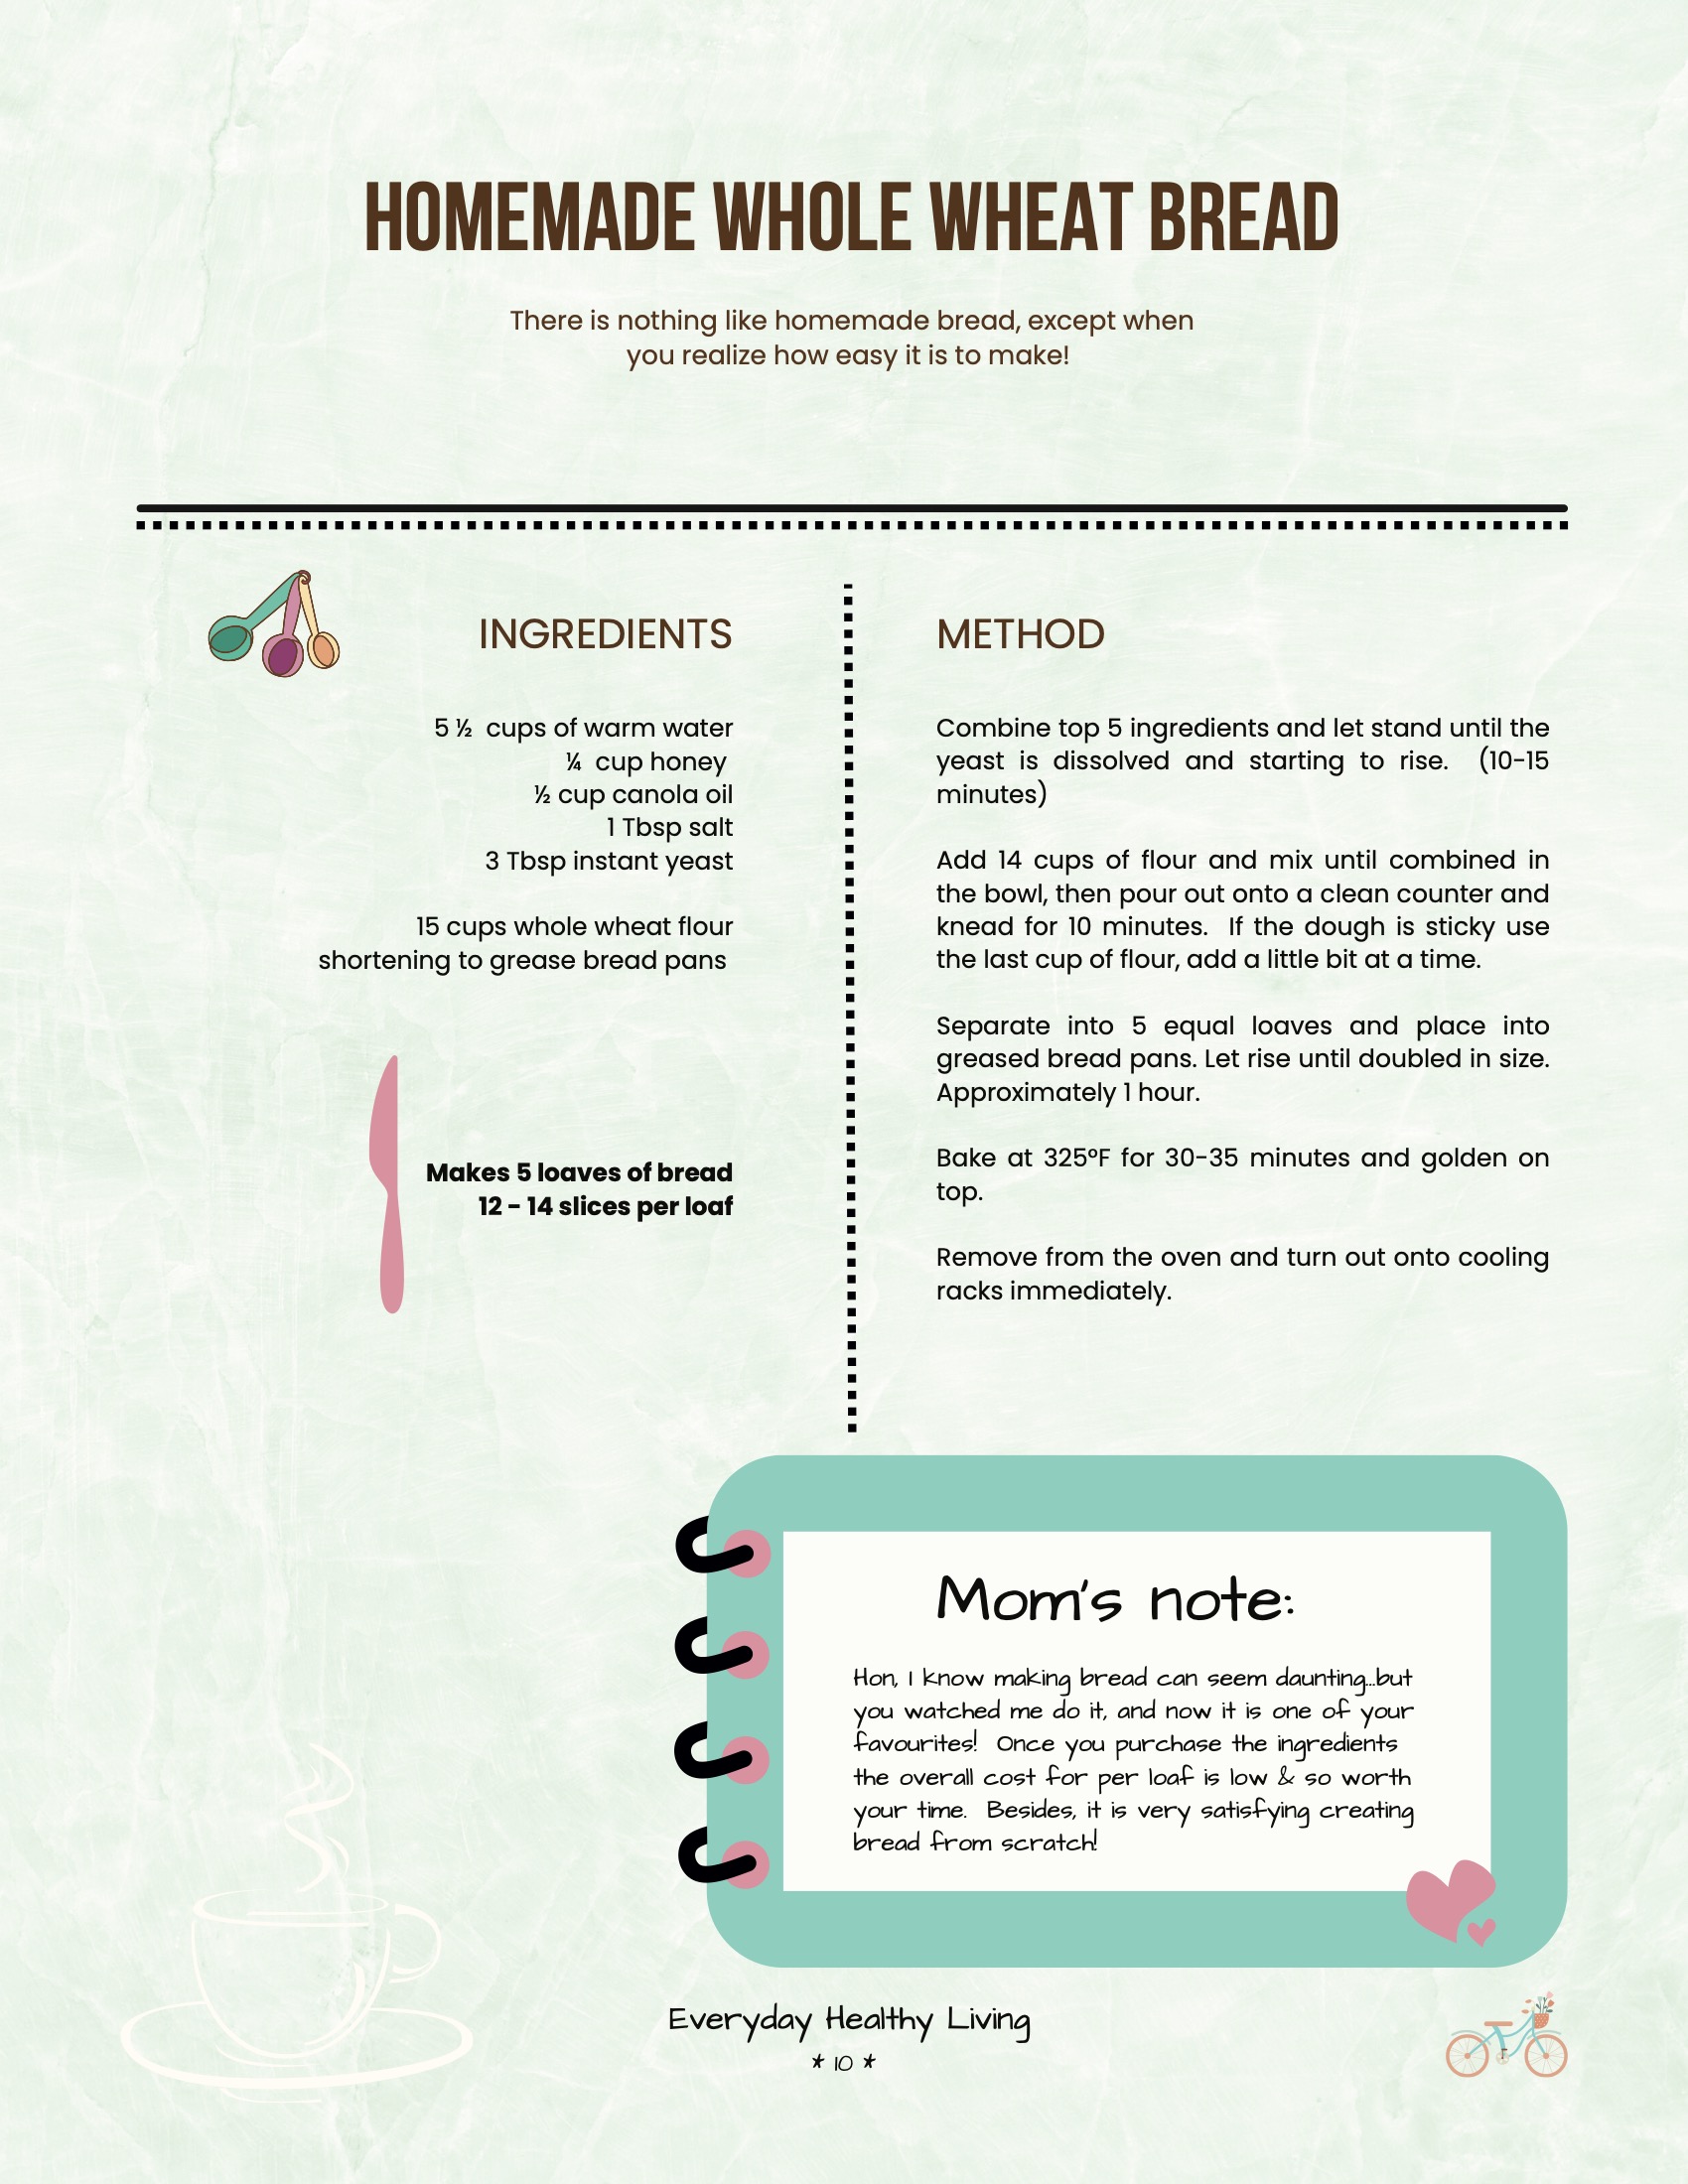 HOMEMADE WHOLE WHEAT BREAD
There is nothing like homemade bread, except when
you realize how easy it is to make!
INGREDIENTS
5 ½ cups of warm water
¼ cup honey
½ cup canola oil
1 Tbsp salt
3 Tbsp instant yeast
15 cups whole wheat flour
shortening to grease bread pans
Makes 5 loaves of bread
12 - 14 slices per loaf
METHOD
Combine top 5 ingredients and let stand until the
yeast is dissolved and starting to rise. (10-15
minutes)
Add 14 cups of flour and mix until combined in
the bowl, then pour out onto a clean counter and
knead for 10 minutes. If the dough is sticky use
the last cup of flour, add a little bit at a time.
Separate into 5 equal loaves and place into
greased bread pans. Let rise until doubled in size.
Approximately 1 hour.
Bake at 325ºF for 30-35 minutes and golden on
top.
Remove from the oven and turn out onto cooling
racks immediately.
Mom's note:
Hon, I know making bread can seem daunting...but
you watched me do it, and now it is one of your
favourites! Once you purchase the ingredients
the overall cost for per loaf is low & so worth
your time. Besides, it is very satisfying creating
bread from scratch!
Everyday Healthy Living
* 10 *